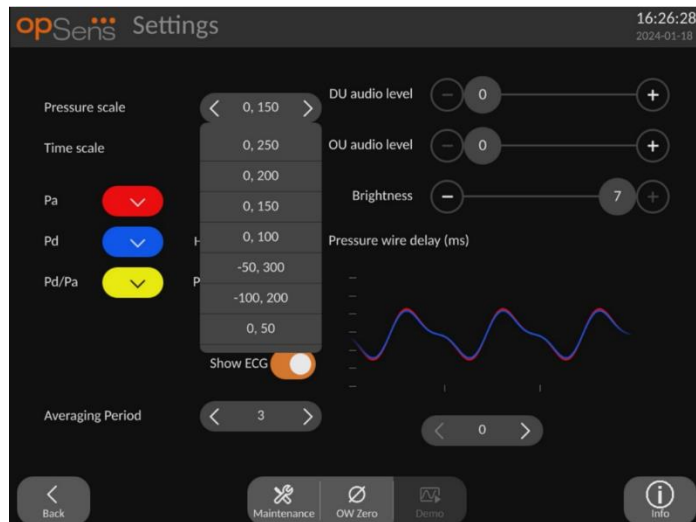 opSens Settings
16:26:28
2024-01-18
Pressure scale
0, 150
0, 250
0, 200
0, 150
0, 100
-50, 300
-100, 200
0, 50
Time scale
Pa
Pd
H
Pd/Pa
P
Show ECG
Averaging Period
3
DU audio level
0
OU audio level
0
Brightness
7
Pressure wire delay (ms)
0
Back
Maintenance
OW Zero
Demo
Info